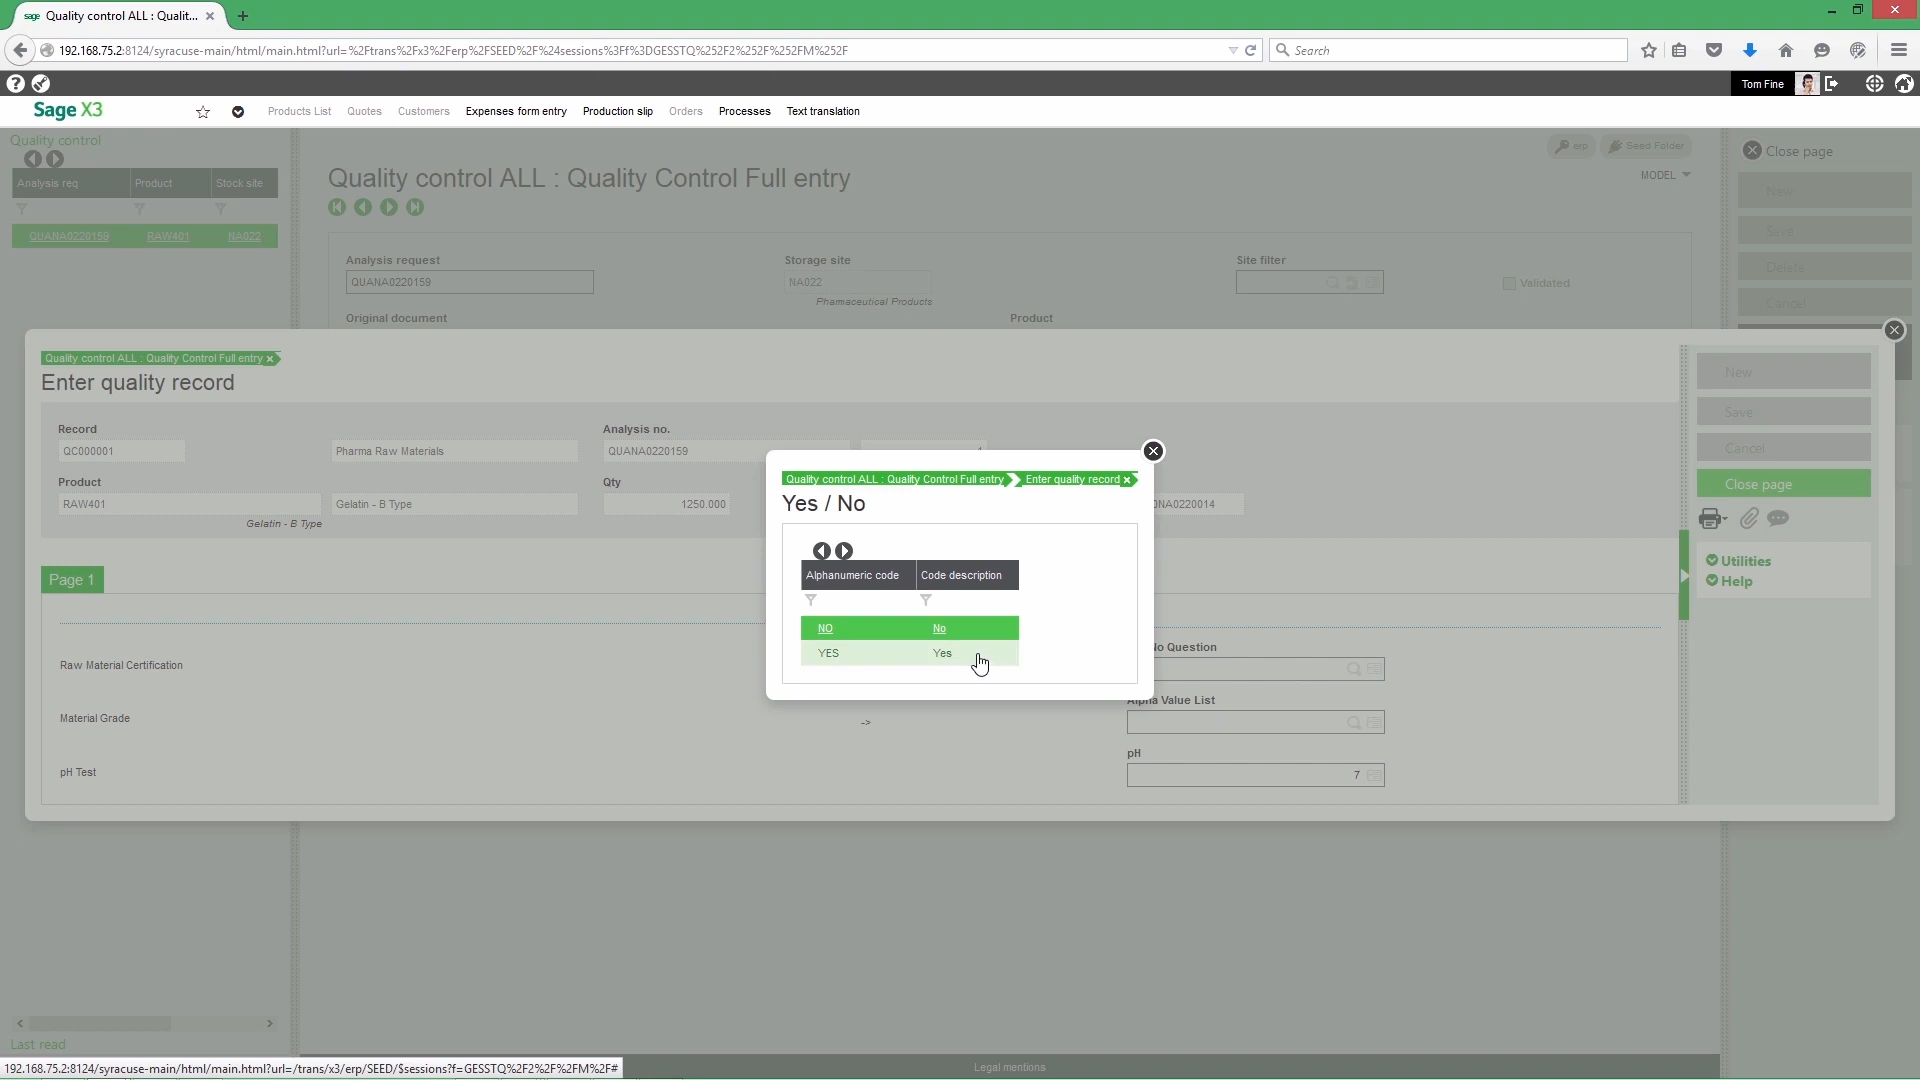 sage Quality control ALL : Qualit...
192.168.75.2:8124/syracuse-main/html/main.html?url=%2Ftrans%2Fx3%2Ferp%2FSEED%2F%24sessions%3Ff%3DGESSTQ%252F2%252F%252FM%252F
Search
Tom Fine
Sage X3
Products List Quotes Customers Expenses form entry Production slip Orders Processes Text translation
Quality control
Analysis req Product Stock site
QUANA0220159 RAW401 NA022
Quality control ALL : Quality Control Full entry
erp Seed Folder
MODEL
Analysis request Storage site Site filter
QUANA0220159 NA022 Validated
Phamaceutical Products
Original document Product
Close page
New
Save
Delete
Cancel
Quality control ALL : Quality Control Full entry
Enter quality record
Record Analysis no.
QC000001 Pharma Raw Materials QUANA0220159
Product Qty
RAW401 Gelatin - B Type 1250.000 0NA0220014
Gelatin - B Type
Page 1
Raw Material Certification
No Question
Material Grade ->
Alpha Value List
pH Test
pH
7
New
Save
Cancel
Close page
Utilities
Help
Quality control ALL : Quality Control Full entry Enter quality record
Yes / No
Alphanumeric code Code description
NO No
YES Yes
Last read
192.168.75.2:8124/syracuse-main/html/main.html?url=/trans/x3/erp/SEED/$sessions?f=GESSTQ%2F2%2F%2FM%2F#
Legal mentions